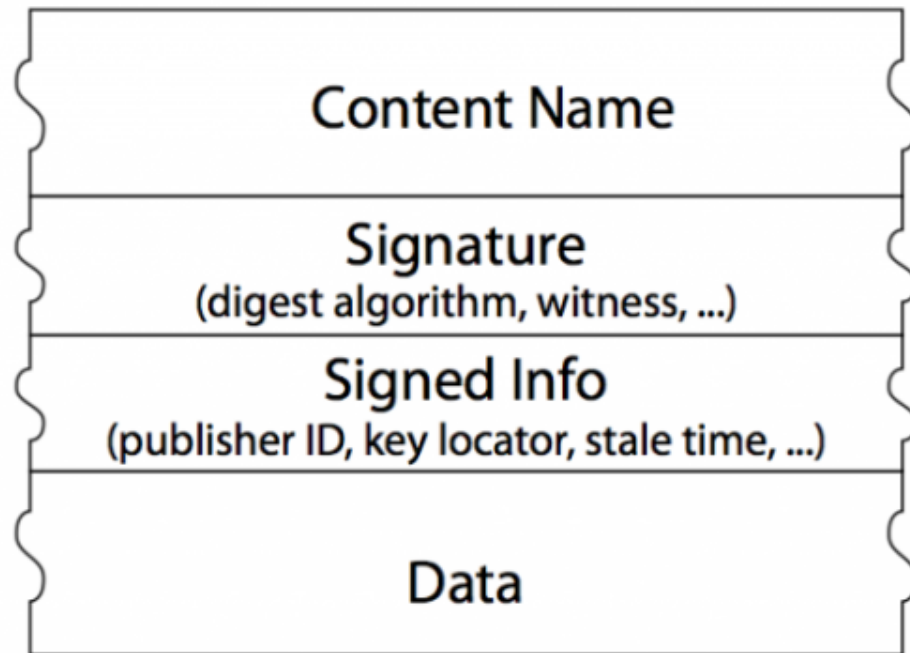 Content Name
Signature
(digest algorithm, witness, ...)
Signed Info
(publisher ID, key locator, stale time, ...)
Data